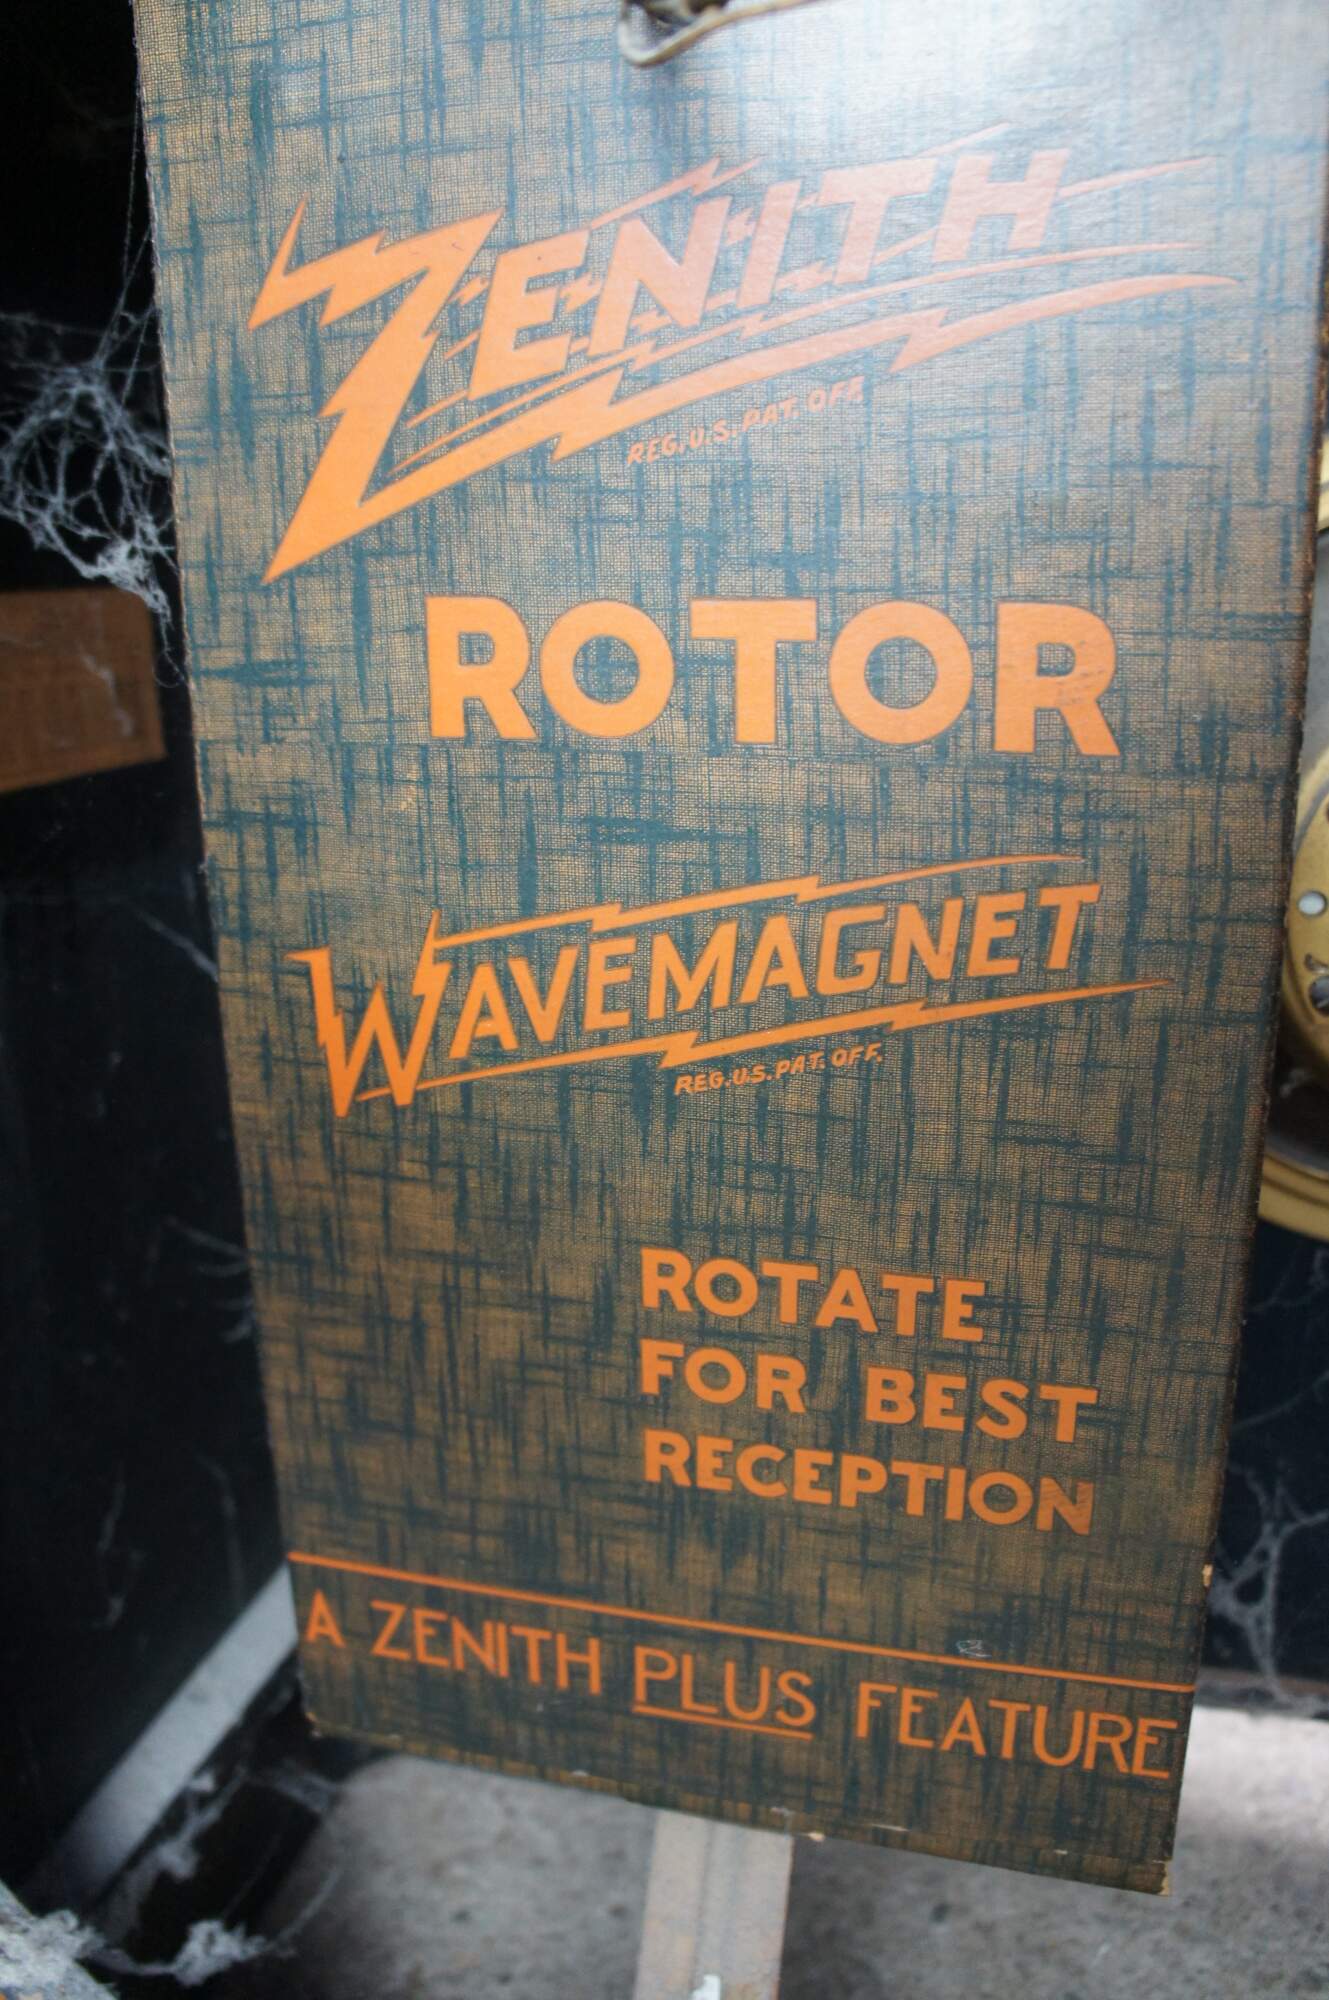 ZENITH
REG. U.S. PAT. OFF.
ROTOR
WAVEMAGNET
REG. U.S. PAT. OFF.
ROTATE
FOR BEST
RECEPTION
A ZENITH PLUS FEATURE